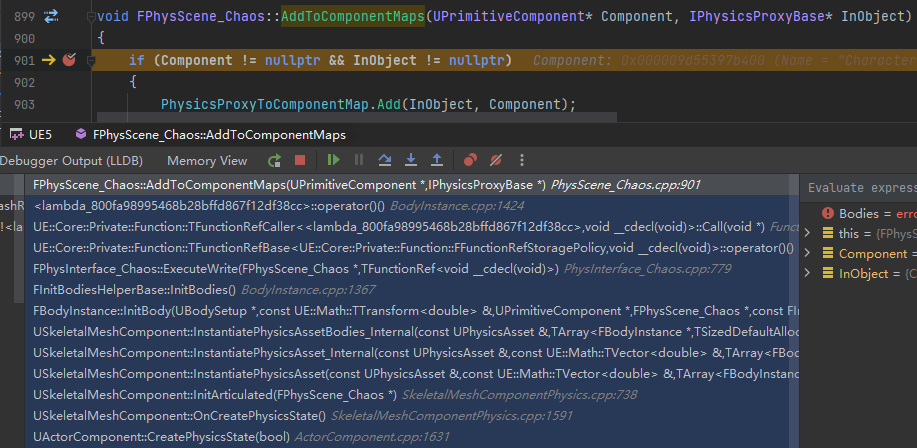 899 void FPhysScene_Chaos::AddToComponentMaps(UPrimitiveComponent* Component, IPhysicsProxyBase* InObject)
900 {
901 if (Component != nullptr && InObject != nullptr) Component: 0x000009d55397b400 (Name = "Character
902 {
903 PhysicsProxyToComponentMap.Add(InObject, Component);
UE5 FPhysScene_Chaos::AddToComponentMaps
Debugger Output (LLDB) Memory View
FPhysScene_Chaos::AddToComponentMaps(UPrimitiveComponent *,IPhysicsProxyBase *) PhysScene_Chaos.cpp:901
<lambda_800fa98995468b28bffd867f12df38cc>::operator()() BodyInstance.cpp:1424
UE::Core::Private::Function::TFunctionRefCaller<<lambda_800fa98995468b28bffd867f12df38cc>,void __cdecl(void)>::Call(void *) Func
UE::Core::Private::Function::TFunctionRefBase<UE::Core::Private::Function::FFunctionRefStoragePolicy,void __cdecl(void)>::operator()()
FPhysInterface_Chaos::ExecuteWrite(FPhysScene_Chaos *,TFunctionRef<void __cdecl(void)>) PhysInterface_Chaos.cpp:779
FInitBodiesHelperBase::InitBodies() BodyInstance.cpp:1367
FBodyInstance::InitBody(UBodySetup *,const UE::Math::TTransform<double> &,UPrimitiveComponent *,FPhysScene_Chaos *,const FI
USkeletalMeshComponent::InstantiatePhysicsAssetBodies_Internal(const UPhysicsAsset &,TArray<FBodyInstance *,TSizedDefaultAlloc
USkeletalMeshComponent::InstantiatePhysicsAsset_Internal(const UPhysicsAsset &,const UE::Math::TVector<double> &,TArray<FBod
USkeletalMeshComponent::InstantiatePhysicsAsset(const UPhysicsAsset &,const UE::Math::TVector<double> &,TArray<FBodyInstanc
USkeletalMeshComponent::InitArticulated(FPhysScene_Chaos *) SkeletalMeshComponentPhysics.cpp:738
USkeletalMeshComponent::OnCreatePhysicsState() SkeletalMeshComponentPhysics.cpp:1591
UActorComponent::CreatePhysicsState(bool) ActorComponent.cpp:1631
ashR
!<la
Evaluate express
Bodies = erro
this = {FPhysS
Component =
InObject = {C